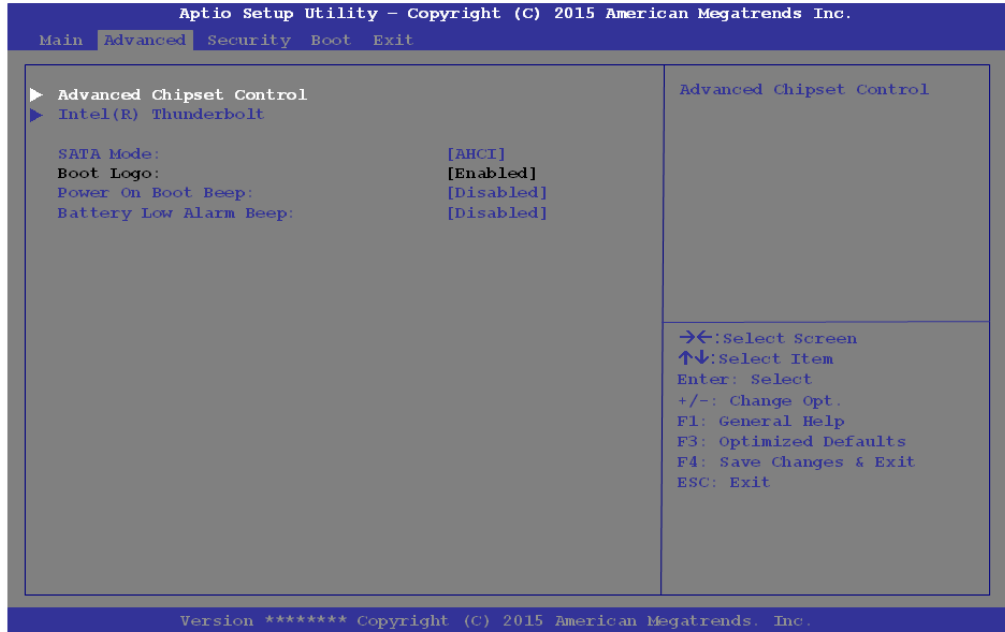 Aptio Setup Utility – Copyright (C) 2015 American Megatrends Inc.
Main Advanced Security Boot Exit
Advanced Chipset Control
Intel(R) Thunderbolt
SATA Mode: [AHCI]
Boot Logo: [Enabled]
Power On Boot Beep: [Disabled]
Battery Low Alarm Beep: [Disabled]
Advanced Chipset Control
→←:Select Screen
↑↓:Select Item
Enter: Select
+/-: Change Opt.
F1: General Help
F3: Optimized Defaults
F4: Save Changes & Exit
ESC: Exit
Version ******** Copyright (C) 2015 American Megatrends. Inc.